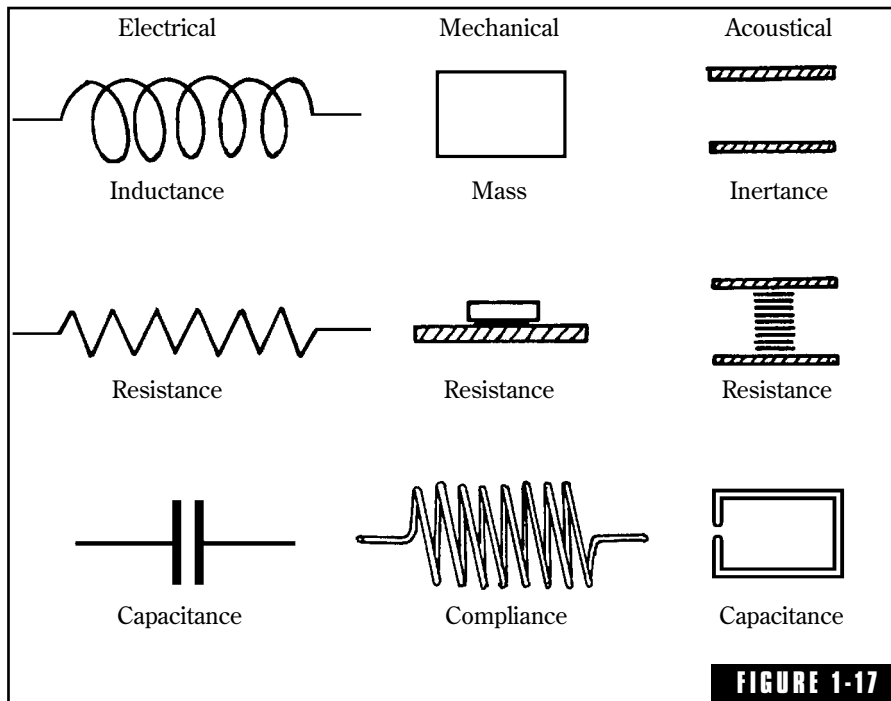 Electrical Mechanical Acoustical
Inductance Mass Inertance
Resistance Resistance Resistance
Capacitance Compliance Capacitance
FIGURE 1-17